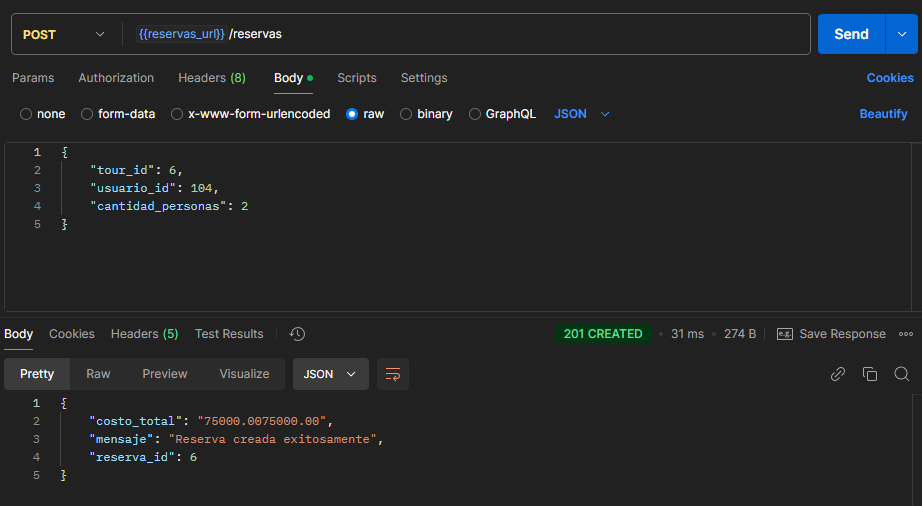 POST {{reservas_url}} /reservas Send
Params Authorization Headers (8) Body Scripts Settings Cookies
none form-data x-www-form-urlencoded raw binary GraphQL JSON Beautify
1 {
2 "tour_id": 6,
3 "usuario_id": 104,
4 "cantidad_personas": 2
5 }
Body Cookies Headers (5) Test Results 201 CREATED • 31 ms • 274 B e.g. Save Response
Pretty Raw Preview Visualize JSON
1 {
2 "costo_total": "75000.0075000.00",
3 "mensaje": "Reserva creada exitosamente",
4 "reserva_id": 6
5 }